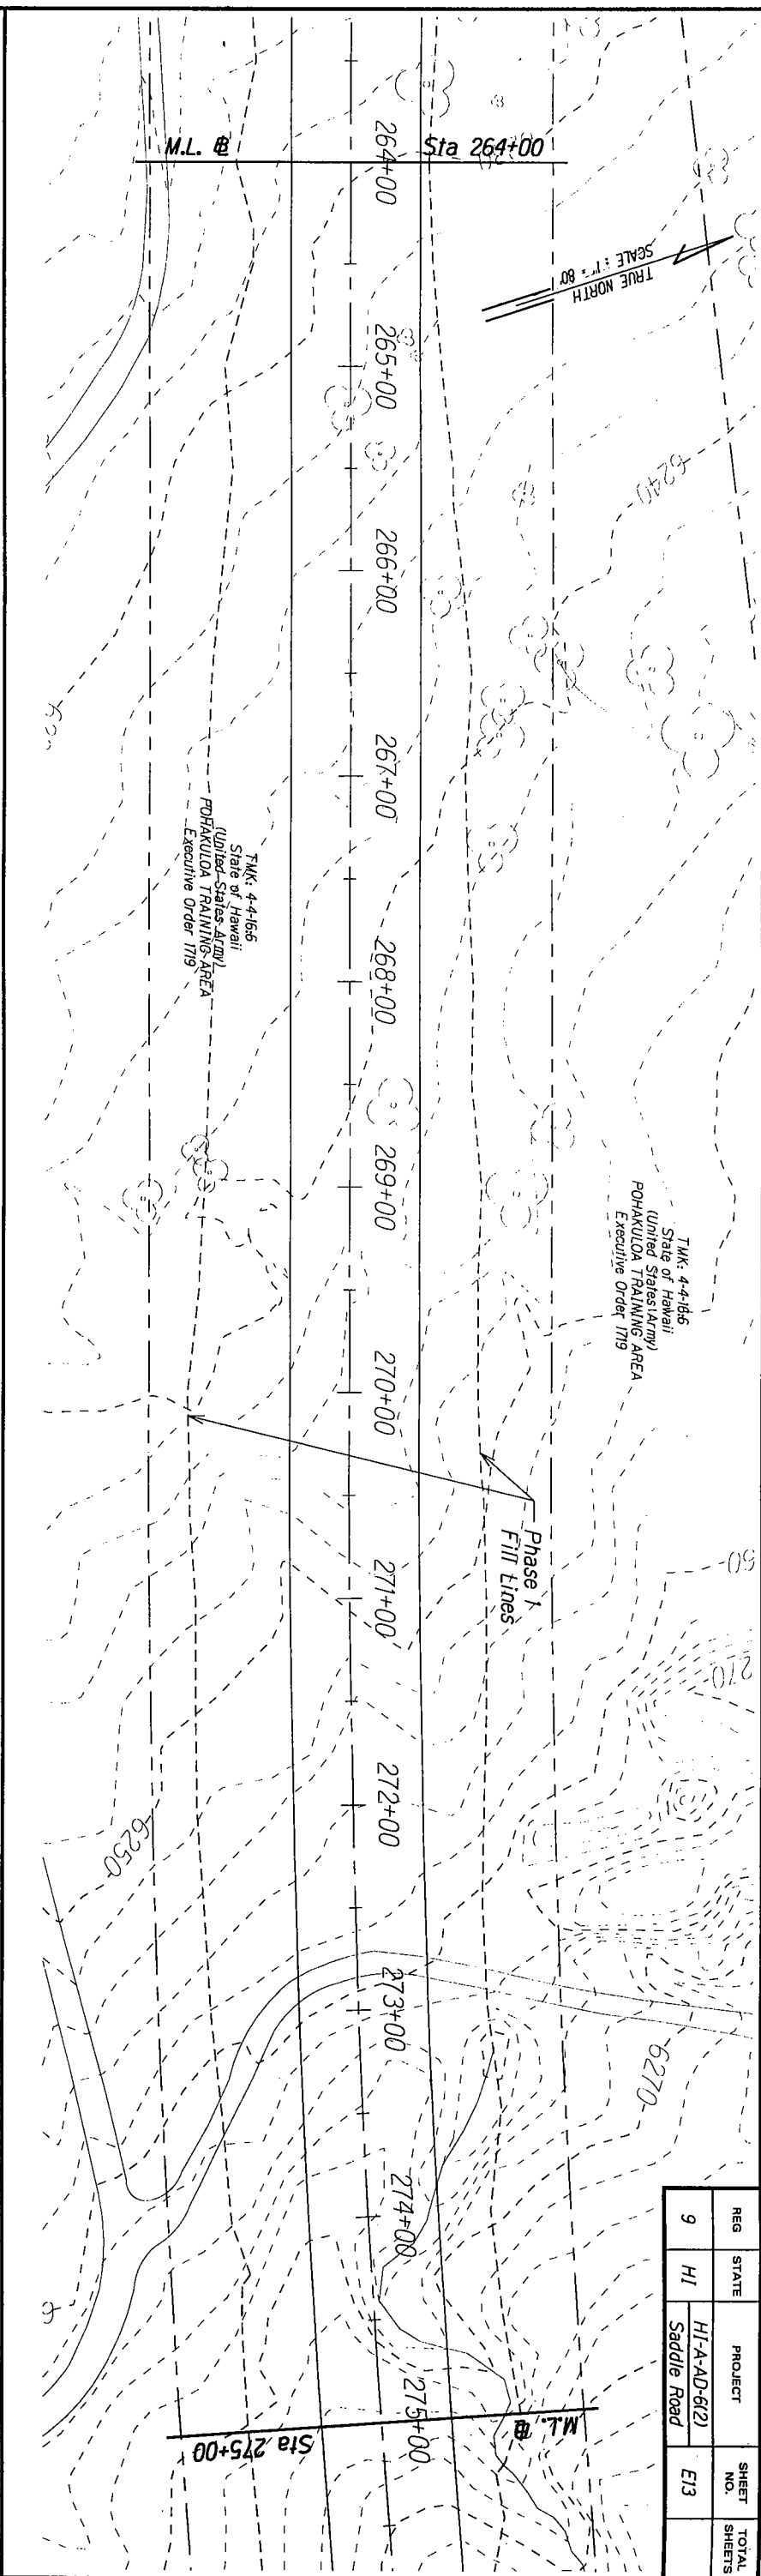 REG
STATE
PROJECT
SHEET NO.
TOTAL SHEETS
9
HI
HI-A-AD-6(2)
Saddle Road
E13
M.L. ⅊
Sta 264+00
264+00
265+00
266+00
267+00
268+00
269+00
270+00
271+00
272+00
273+00
274+00
275+00
TRUE NORTH
SCALE : 1" = 80'
6240
TMK: 4-4-16:6
State of Hawaii
(United States Army)
POHAKULOA TRAINING AREA
Executive Order 1719
TMK: 4-4-16:6
State of Hawaii
(United States Army)
POHAKULOA TRAINING AREA
Executive Order 1719
Phase 1
Fill Lines
6250
270
6270
M.L. ⅊
Sta 275+00